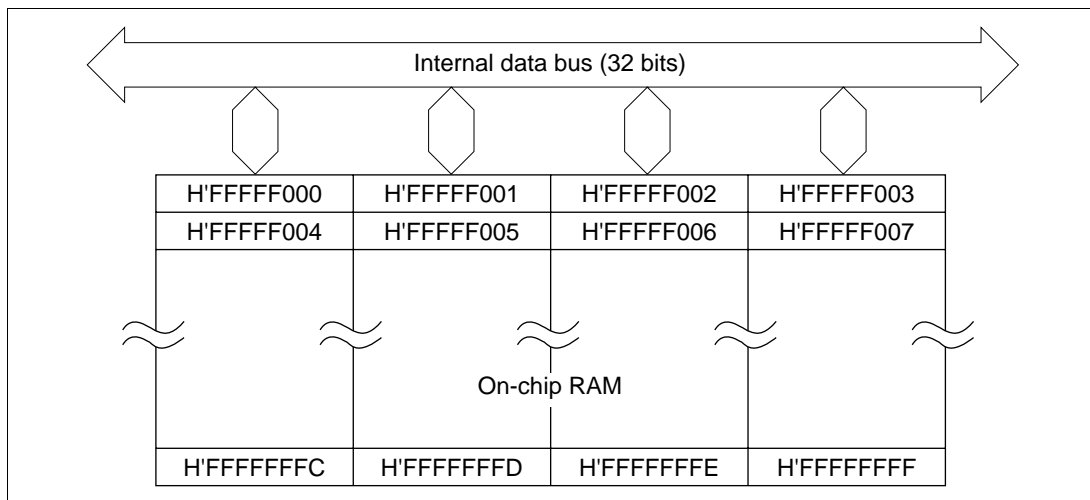 Internal data bus (32 bits)
H'FFFFF000 H'FFFFF001 H'FFFFF002 H'FFFFF003
H'FFFFF004 H'FFFFF005 H'FFFFF006 H'FFFFF007
On-chip RAM
H'FFFFFFFC H'FFFFFFFD H'FFFFFFFE H'FFFFFFFF